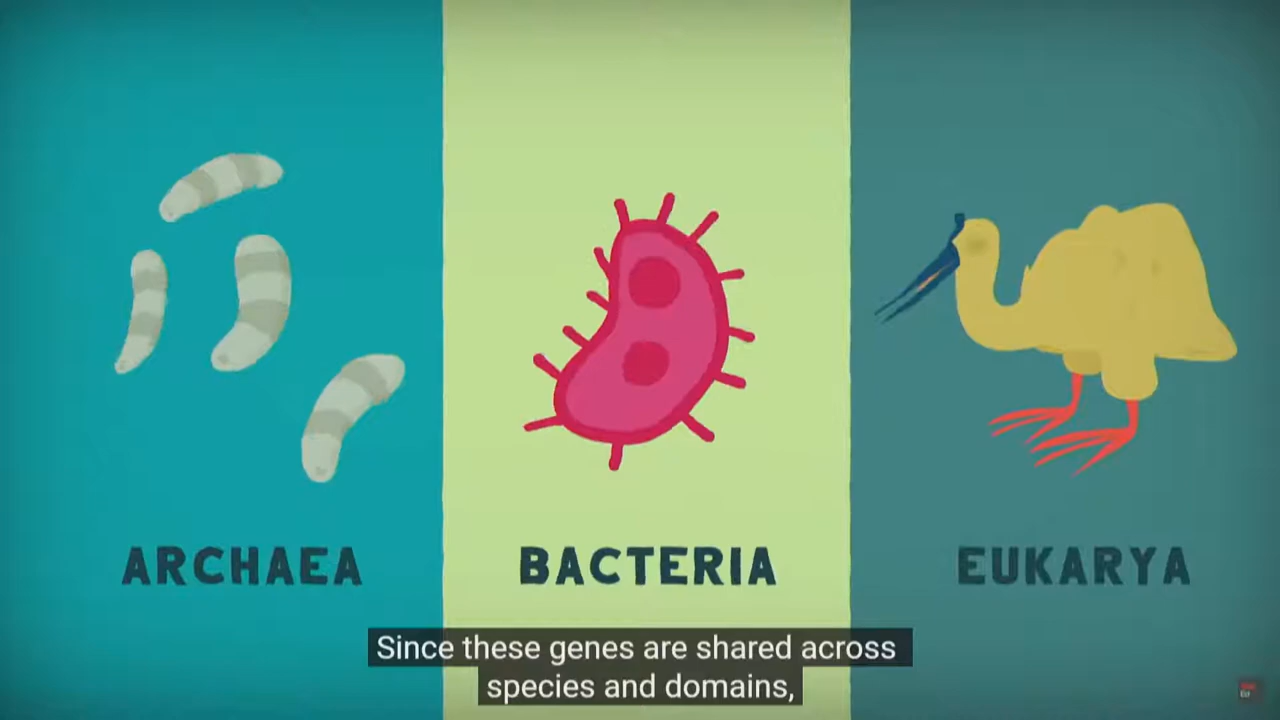 ARCHAEA
BACTERIA
EUKARYA
Since these genes are shared across
species and domains,